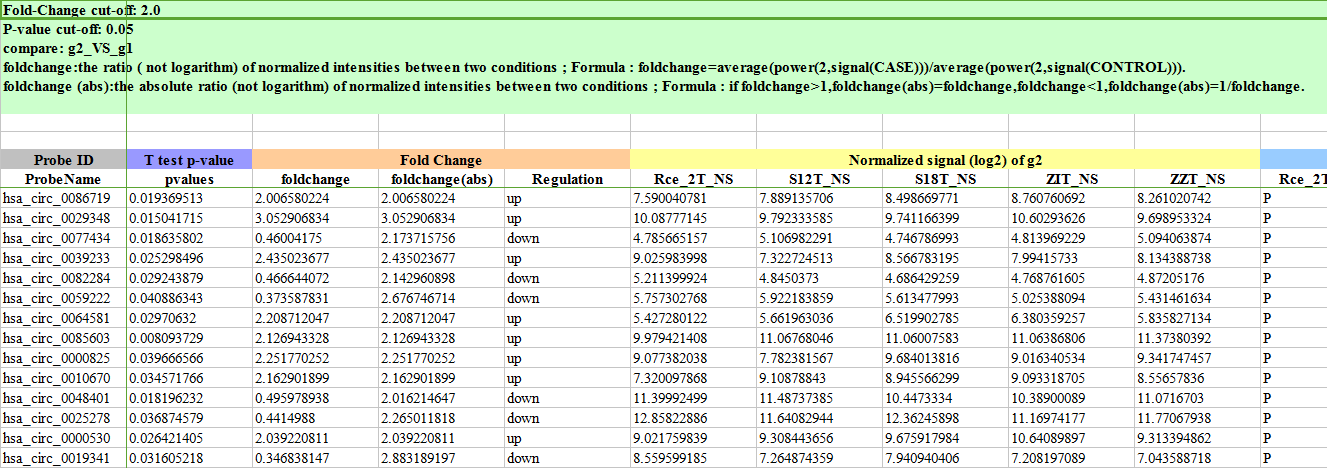 Fold-Change cut-off: 2.0
P-value cut-off: 0.05
compare: g2_VS_g1
foldchange:the ratio ( not logarithm) of normalized intensities between two conditions ; Formula : foldchange=average(power(2,signal(CASE)))/average(power(2,signal(CONTROL))).
foldchange (abs):the absolute ratio (not logarithm) of normalized intensities between two conditions ; Formula : if foldchange>1,foldchange(abs)=foldchange,foldchange<1,foldchange(abs)=1/foldchange.
Probe ID T test p-value Fold Change Normalized signal (log2) of g2
ProbeName pvalues foldchange foldchange(abs) Regulation Rce_2T_NS S12T_NS S18T_NS ZIT_NS ZZT_NS Rce_2T
hsa_circ_0086719 0.019369513 2.006580224 2.006580224 up 7.590040781 7.889135706 8.498669771 8.760760692 8.261020742 P
hsa_circ_0029348 0.015041715 3.052906834 3.052906834 up 10.08777145 9.792333585 9.741166399 10.60293626 9.698953324 P
hsa_circ_0077434 0.018635802 0.46004175 2.173715756 down 4.785665157 5.106982291 4.746786993 4.813969229 5.094063874 P
hsa_circ_0039233 0.025298496 2.435023677 2.435023677 up 9.025983998 7.322724513 8.566783195 7.99415733 8.134388738 P
hsa_circ_0082284 0.029243879 0.466644072 2.142960898 down 5.211399924 4.8450373 4.686429259 4.768761605 4.87205176 P
hsa_circ_0059222 0.040886343 0.373587831 2.676746714 down 5.757302768 5.922183859 5.613477993 5.025388094 5.431461634 P
hsa_circ_0064581 0.02970632 2.208712047 2.208712047 up 5.427280122 5.661963036 6.519902785 6.380359257 5.835827134 P
hsa_circ_0085603 0.008093729 2.126943328 2.126943328 up 9.979421408 11.06768046 11.06007583 11.06386806 11.37380392 P
hsa_circ_0000825 0.039666566 2.251770252 2.251770252 up 9.077382038 7.782381567 9.684013816 9.016340534 9.341747457 P
hsa_circ_0010670 0.034571766 2.162901899 2.162901899 up 7.320097868 9.10878843 8.945566299 9.093318705 8.55657836 P
hsa_circ_0048401 0.018196232 0.495978938 2.016214647 down 11.39992499 11.48737385 10.4473334 10.38900089 11.0716703 P
hsa_circ_0025278 0.036874579 0.4414988 2.265011818 down 12.85822886 11.64082944 12.36245898 11.16974177 11.77067938 P
hsa_circ_0000530 0.026421405 2.039220811 2.039220811 up 9.021759839 9.308443656 9.675917984 10.64089897 9.313394862 P
hsa_circ_0019341 0.031605218 0.346838147 2.883189197 down 8.559599185 7.264874359 7.940940406 7.208197089 7.043588718 P